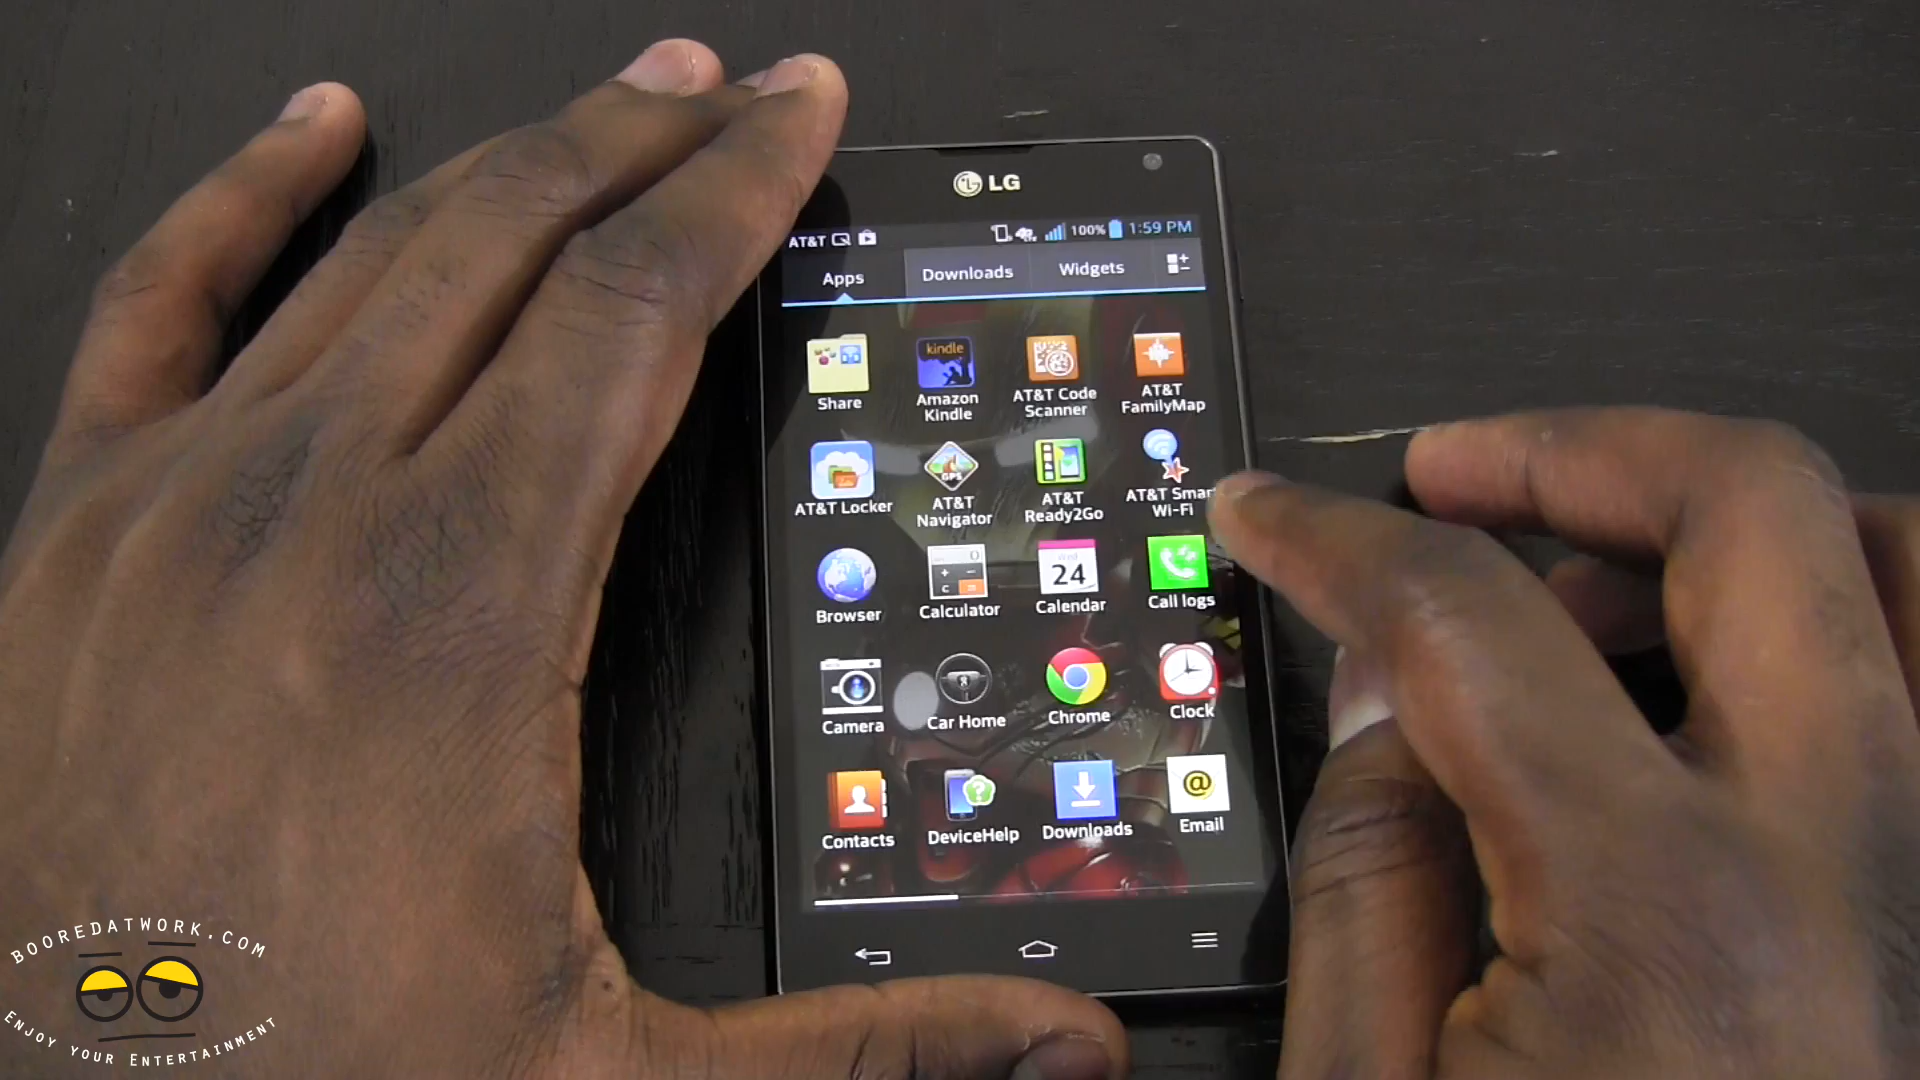 LG
AT&T 100% 1:59 PM
Apps Downloads Widgets
kindle
Share Amazon Kindle AT&T Code Scanner AT&T FamilyMap
GPS
AT&T Locker AT&T Navigator AT&T Ready2Go AT&T Smart Wi-Fi
24
Browser Calculator Calendar Call logs
Camera Car Home Chrome Clock
Contacts DeviceHelp Downloads Email
BOOREDATWORK.COM
ENJOY YOUR ENTERTAINMENT